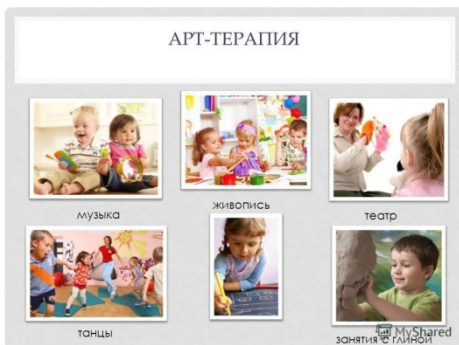 АРТ-ТЕРАПИЯ
музыка
живопись
театр
танцы
занятия с глиной
MyShared